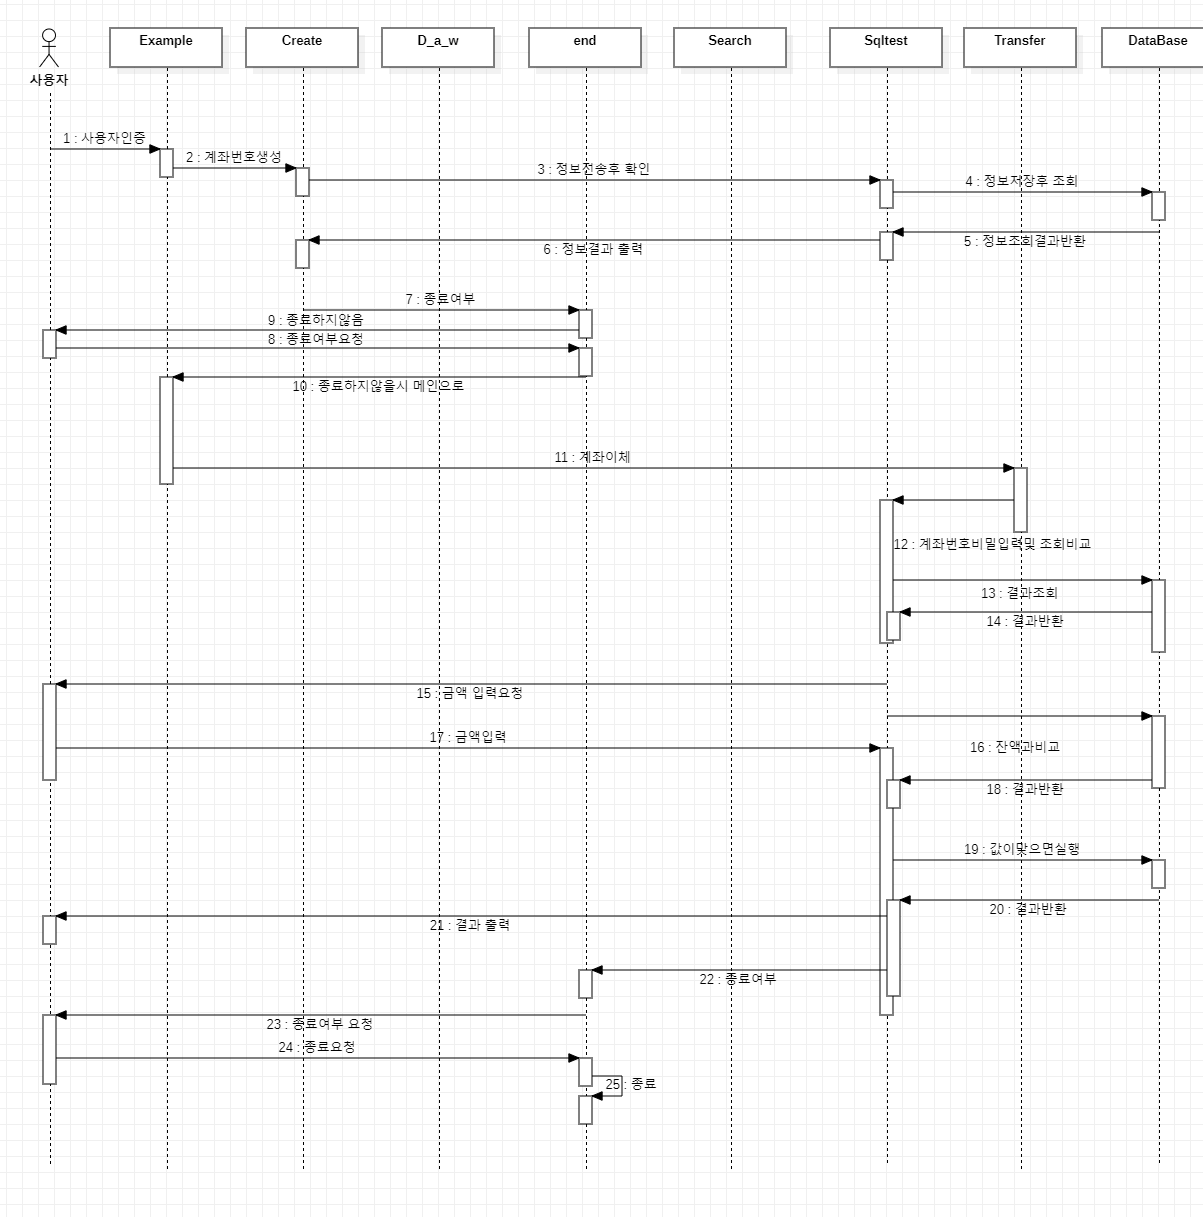 Example
Create
D_a_w
end
Search
Sqltest
Transfer
DataBase
사용자
1 : 사용자인증
2 : 계좌번호생성
3 : 정보전송후 확인
4 : 정보저장후 조회
5 : 정보조회결과반환
6 : 정보결과 출력
7 : 종료여부
9 : 종료하지않음
8 : 종료여부요청
10 : 종료하지않을시 메인으로
11 : 계좌이체
12 : 계좌번호비밀입력및 조회비교
13 : 결과조회
14 : 결과반환
15 : 금액 입력요청
17 : 금액입력
16 : 잔액과비교
18 : 결과반환
19 : 값이맞으면실행
20 : 결과반환
21 : 결과 출력
22 : 종료여부
23 : 종료여부 요청
24 : 종료요청
25 : 종료